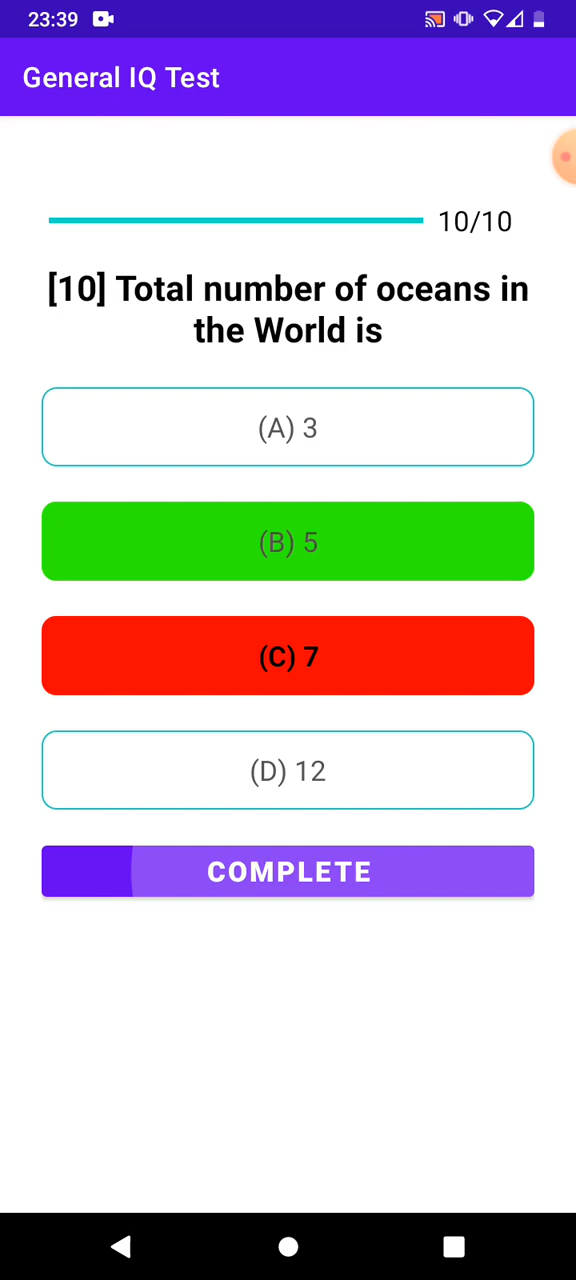 23:39
General IQ Test
10/10
[10] Total number of oceans in
the World is
(A) 3
(B) 5
(C) 7
(D) 12
COMPLETE